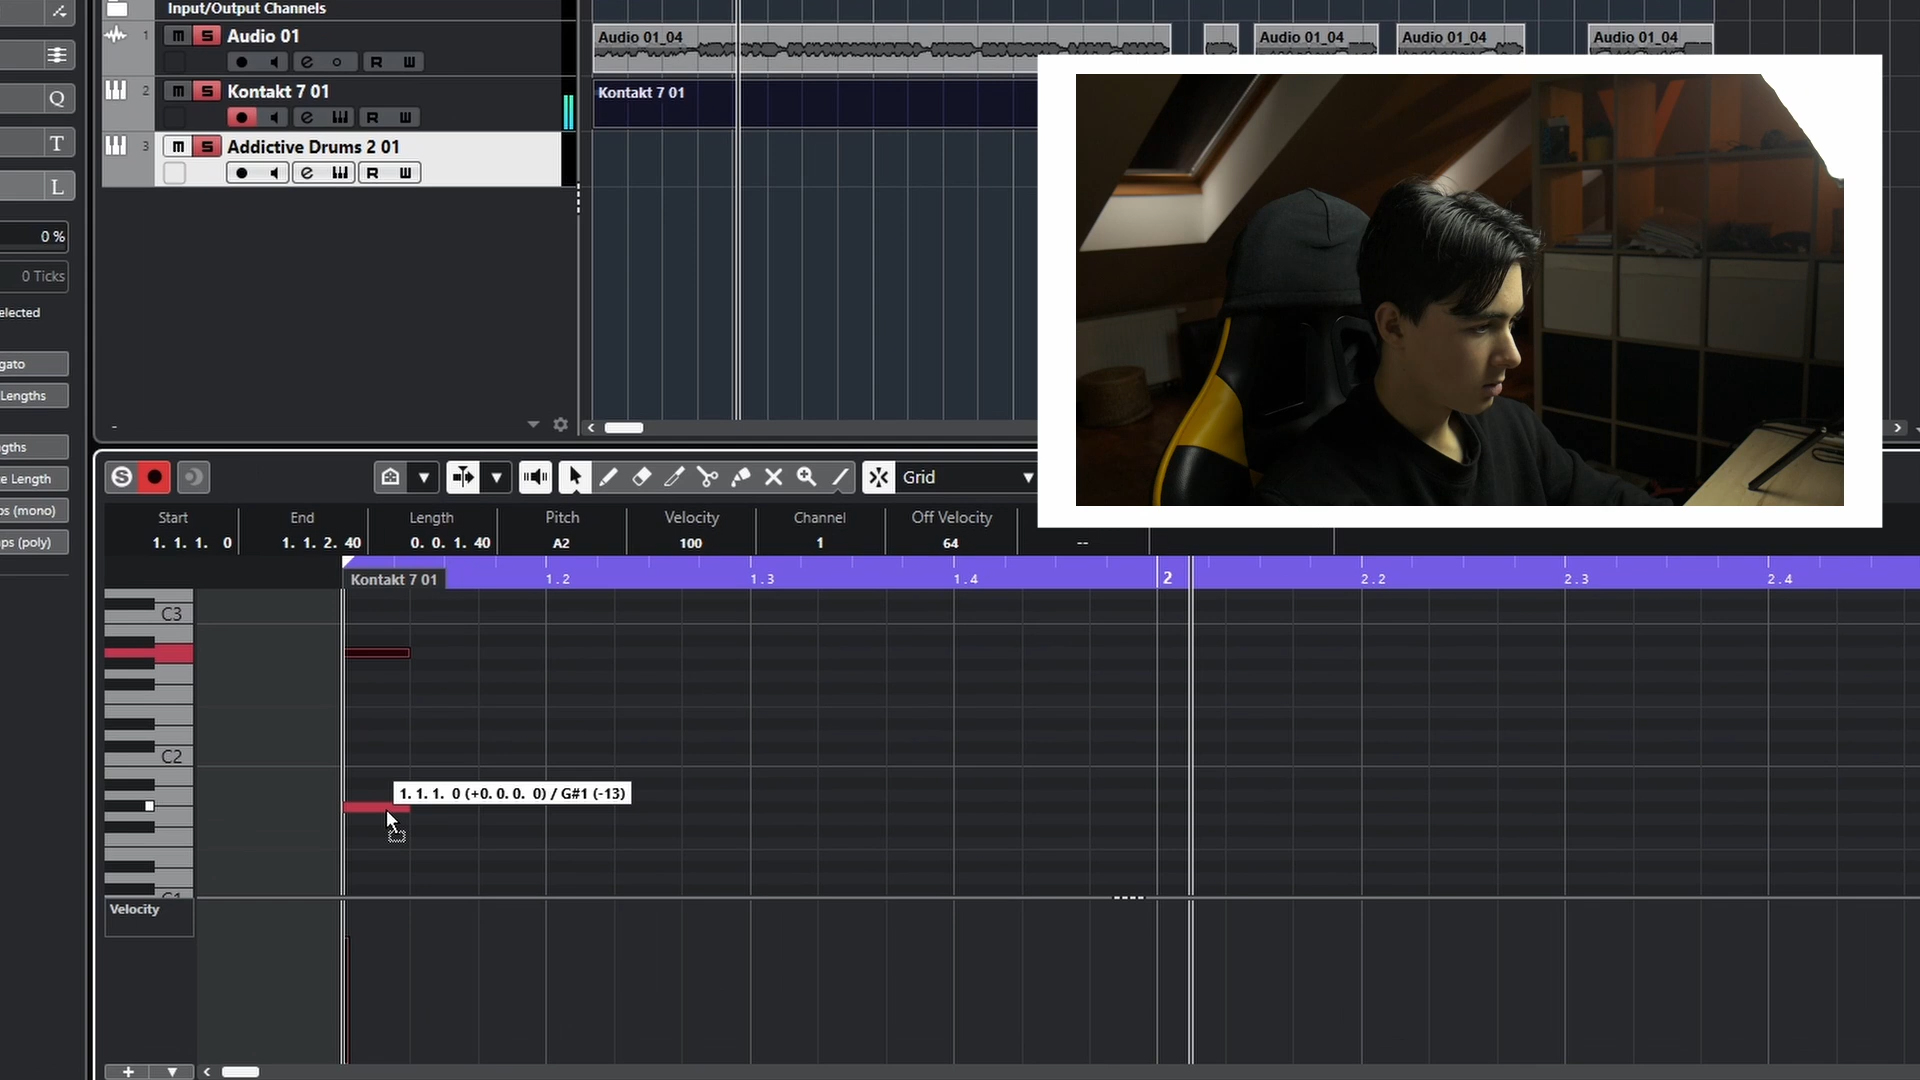 Input/Output Channels
1 m S Audio 01
R W
2 m S Kontakt 7 01
R W
3 m S Addictive Drums 2 01
R W
Q
T
L
0 %
0 Ticks
elected
gato
Lengths
gths
e Length
ps (mono)
ps (poly)
Audio 01_04
Audio 01_04
Audio 01_04
Audio 01_04
Kontakt 7 01
S
Grid
Start End Length Pitch Velocity Channel Off Velocity
1. 1. 1. 0 1. 1. 2. 40 0. 0. 1. 40 A2 100 1 64 --
Kontakt 7 01 1.2 1.3 1.4 2 2.2 2.3 2.4
C3
C2
1. 1. 1. 0 (+0. 0. 0. 0) / G#1 (-13)
C1
Velocity